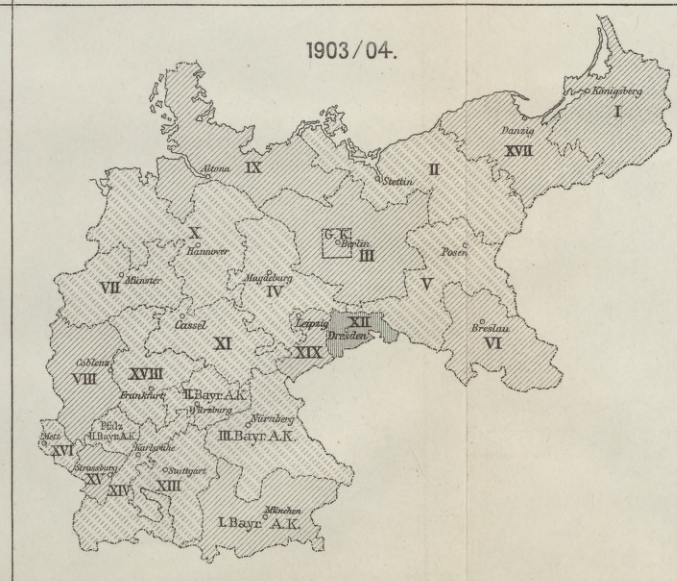 1903/04.
Königsberg
I
Danzig
XVII
Altona
IX
II
Stettin
G.K.
Berlin
III
X
Hannover
Posen
VII
Münster
Magdeburg
IV
V
Cassel
Leipzig
XII
Dresden
Breslau
VI
XI
XIX
Coblenz
VIII
XVIII
Frankfurt
II.Bayr.A.K.
Würzburg
Nürnberg
III.Bayr.A.K.
Pfalz
II.Bayr.A.K.
Metz
XVI
Karlsruhe
Strassburg
XV
XIV
Stuttgart
XIII
München
I.Bayr. A.K.